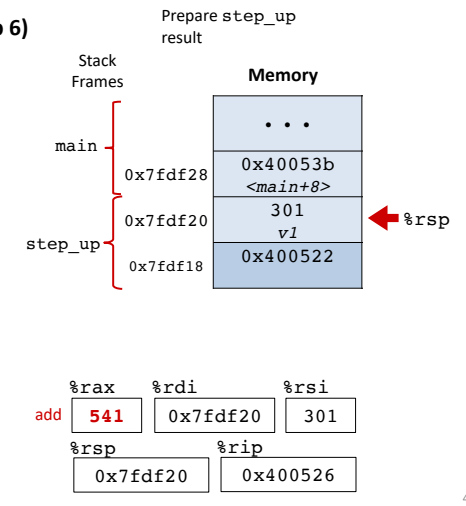 6)
Prepare step_up
result
Stack
Frames
Memory
• • •
main
0x7fdf28
0x40053b
<main+8>
0x7fdf20
301
v1
%rsp
step_up
0x7fdf18
0x400522
%rax %rdi %rsi
add 541 0x7fdf20 301
%rsp %rip
0x7fdf20 0x400526